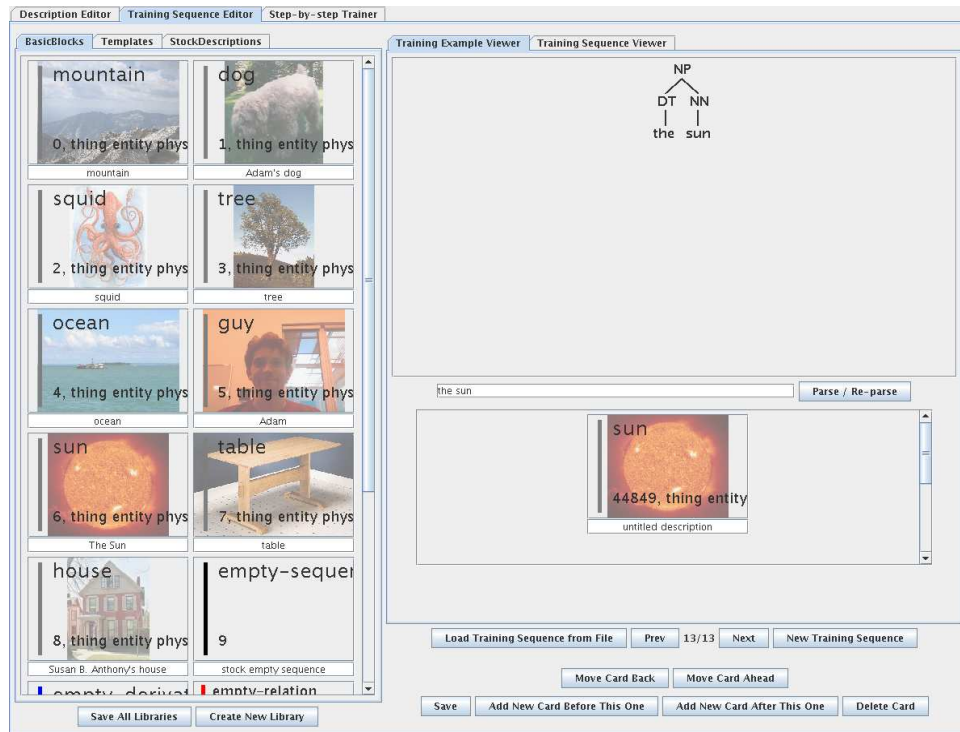 Description Editor Training Sequence Editor Step-by-step Trainer
BasicBlocks Templates StockDescriptions
mountain
0, thing entity phys
mountain
dog
1, thing entity phys
Adam's dog
squid
2, thing entity phys
squid
tree
3, thing entity phys
tree
ocean
4, thing entity phys
ocean
guy
5, thing entity phys
Adam
sun
6, thing entity phys
The Sun
table
7, thing entity phys
table
house
8, thing entity phys
Susan B. Anthony's house
empty-sequer
9
stock empty sequence
empty-derivat
empty-relation
Save All Libraries Create New Library
Training Example Viewer Training Sequence Viewer
NP
DT NN
the sun
the sun Parse / Re-parse
sun
44849, thing entity
untitled description
Load Training Sequence from File Prev 13/13 Next New Training Sequence
Move Card Back Move Card Ahead
Save Add New Card Before This One Add New Card After This One Delete Card